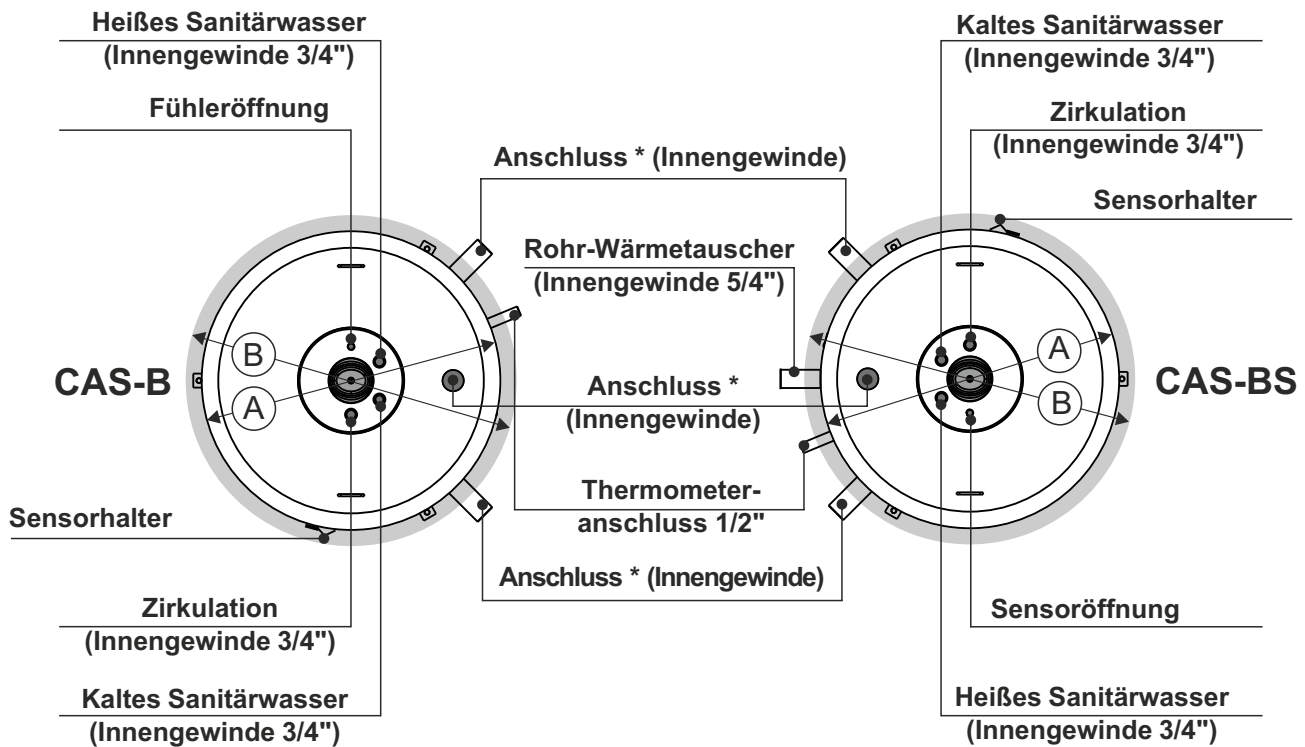 Heißes Sanitärwasser
(Innengewinde 3/4")
Fühleröffnung
Kaltes Sanitärwasser
(Innengewinde 3/4")
Zirkulation
(Innengewinde 3/4")
Sensorhalter
Anschluss * (Innengewinde)
Rohr-Wärmetauscher
(Innengewinde 5/4")
B
A
CAS-B
A
B
CAS-BS
Anschluss *
(Innengewinde)
Thermometer-
anschluss 1/2"
Sensorhalter
Anschluss * (Innengewinde)
Zirkulation
(Innengewinde 3/4")
Kaltes Sanitärwasser
(Innengewinde 3/4")
Sensoröffnung
Heißes Sanitärwasser
(Innengewinde 3/4")